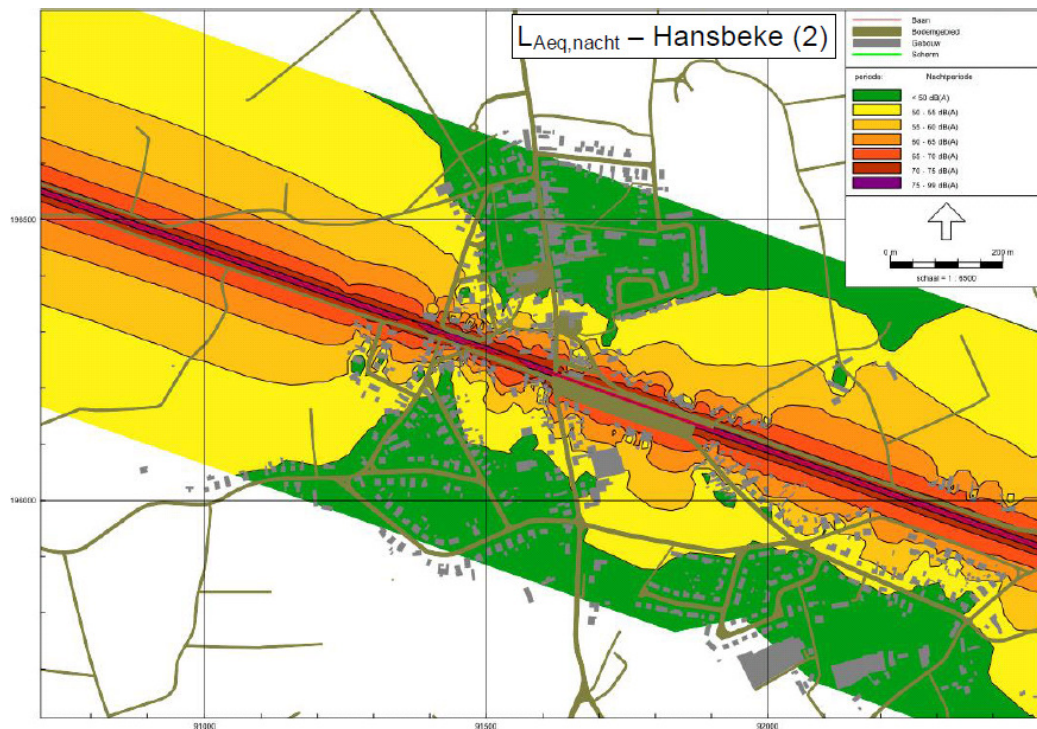 LAeq,nacht – Hansbeke (2)
Baan
Bodemgebied
Gebouw
Scherm
periode: Nachtperiode
< 50 dB(A)
50 - 55 dB(A)
55 - 60 dB(A)
60 - 65 dB(A)
65 - 70 dB(A)
70 - 75 dB(A)
75 - 99 dB(A)
0 m 200 m
schaal = 1 : 6500
196500
196000
91000 91500 92000